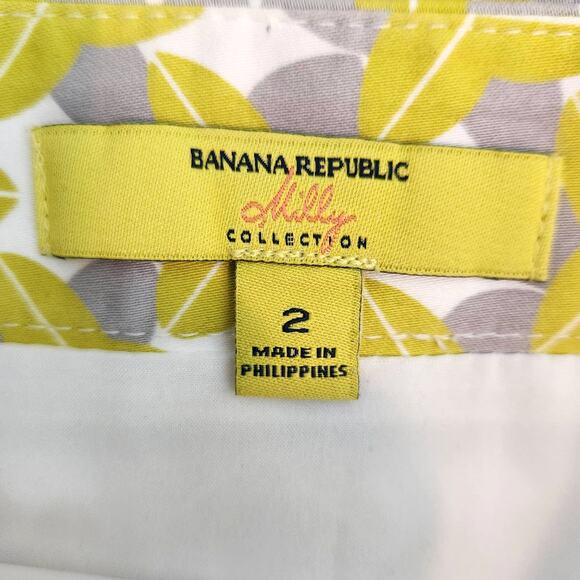 BANANA REPUBLIC
Milly
COLLECTION
2
MADE IN
PHILIPPINES